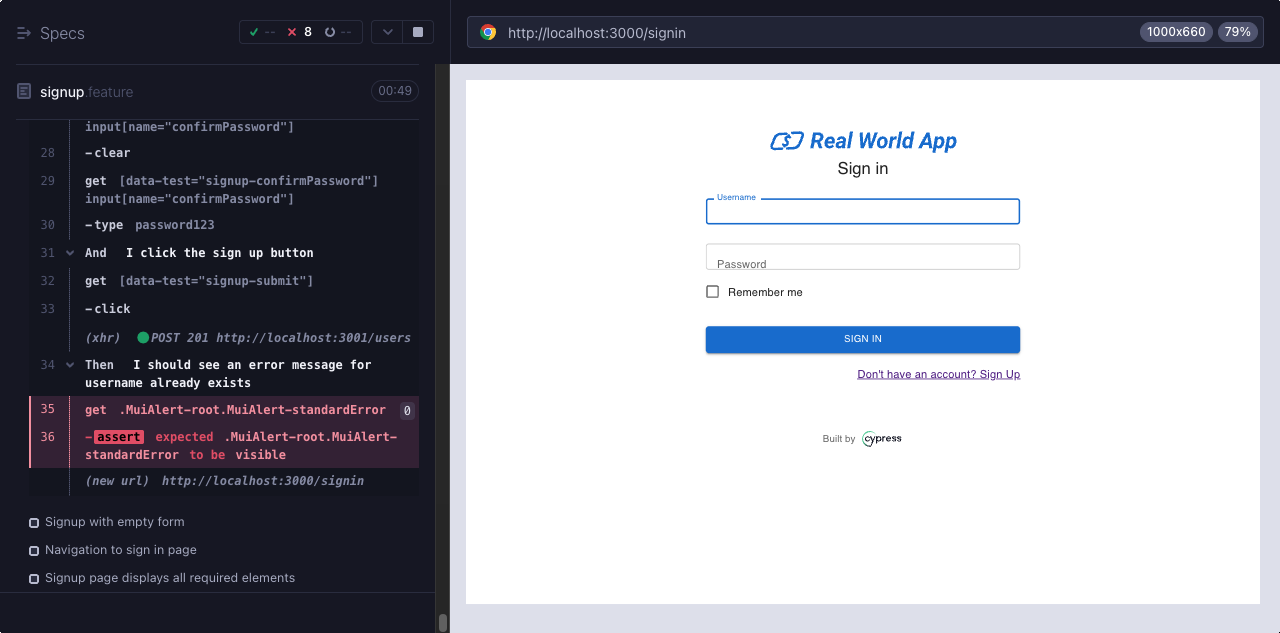 Specs
-- 8 --
http://localhost:3000/signin
1000x660
79%
signup.feature
00:49
input[name="confirmPassword"]
28 -clear
29 get [data-test="signup-confirmPassword"]
input[name="confirmPassword"]
30 -type password123
31 And I click the sign up button
32 get [data-test="signup-submit"]
33 -click
(xhr) POST 201 http://localhost:3001/users
34 Then I should see an error message for
username already exists
35 get .MuiAlert-root.MuiAlert-standardError 0
36 -assert expected .MuiAlert-root.MuiAlert-
standardError to be visible
(new url) http://localhost:3000/signin
Signup with empty form
Navigation to sign in page
Signup page displays all required elements
Real World App
Sign in
Username
Password
Remember me
SIGN IN
Don't have an account? Sign Up
Built by cypress